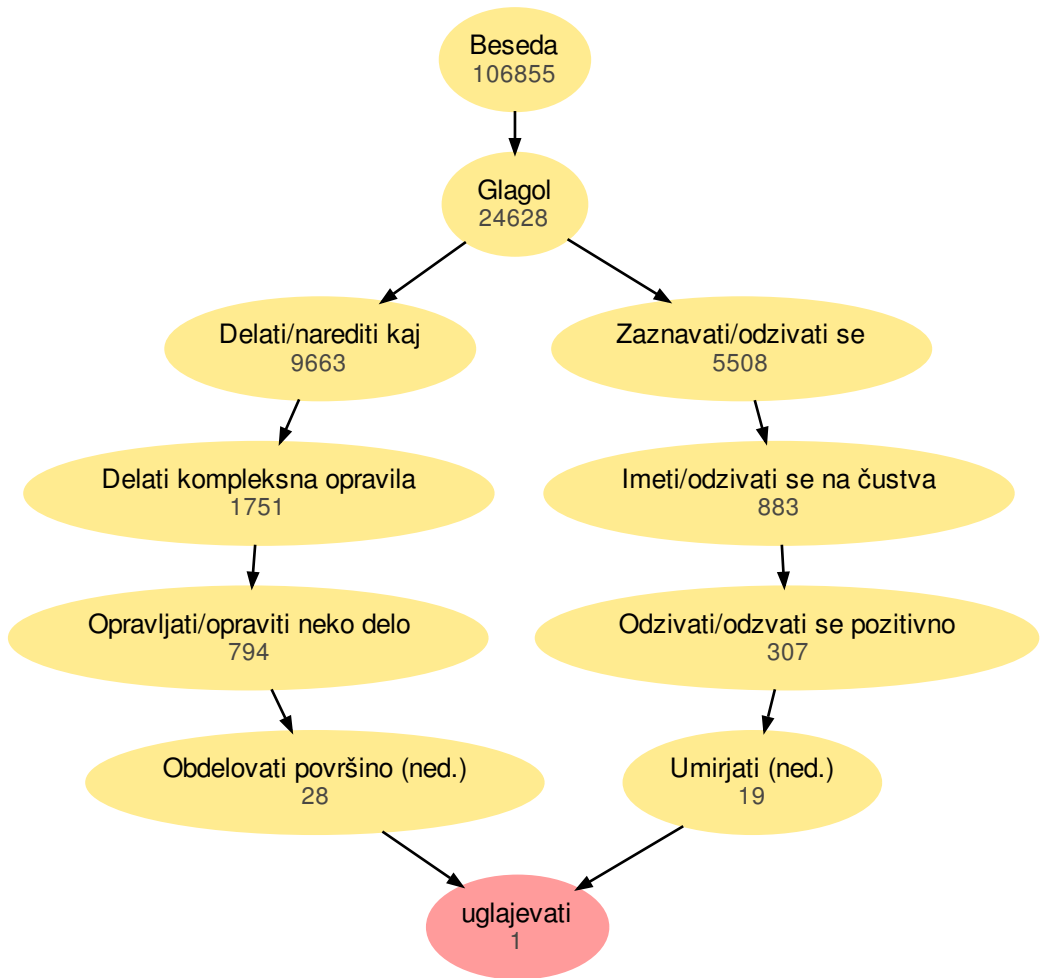 Beseda
106855
Glagol
24628
Delati/narediti kaj
9663
Zaznavati/odzivati se
5508
Delati kompleksna opravila
1751
Imeti/odzivati se na čustva
883
Opravljati/opraviti neko delo
794
Odzivati/odzvati se pozitivno
307
Obdelovati površino (ned.)
28
Umirjati (ned.)
19
uglajevati
1